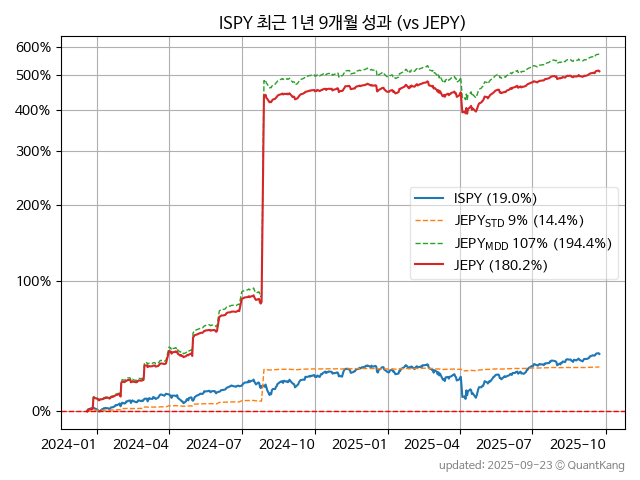 ISPY 최근 1년 9개월 성과 (vs JEPY)
600%
500%
400%
300%
200%
100%
0%
ISPY (19.0%)
JEPY_STD 9% (14.4%)
JEPY_MDD 107% (194.4%)
JEPY (180.2%)
2024-01 2024-04 2024-07 2024-10 2025-01 2025-04 2025-07 2025-10
updated: 2025-09-23 © QuantKang